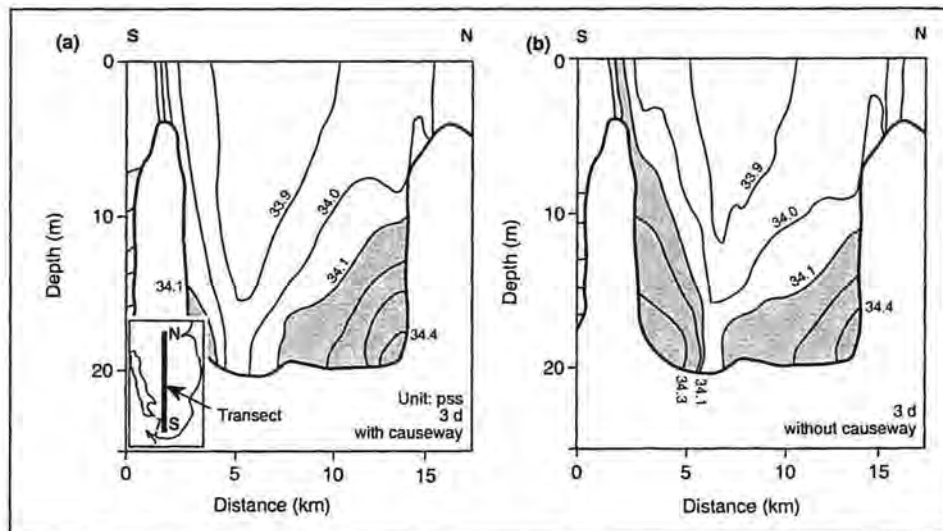 (a)
S
N
0
10
20
Depth (m)
33.9
34.0
34.1
34.1
34.4
N
S
Transect
Unit: pss
3 d
with causeway
0
5
10
15
Distance (km)
(b)
S
N
0
10
20
Depth (m)
33.9
34.0
34.1
34.4
34.3
34.1
3 d
without causeway
0
5
10
15
Distance (km)